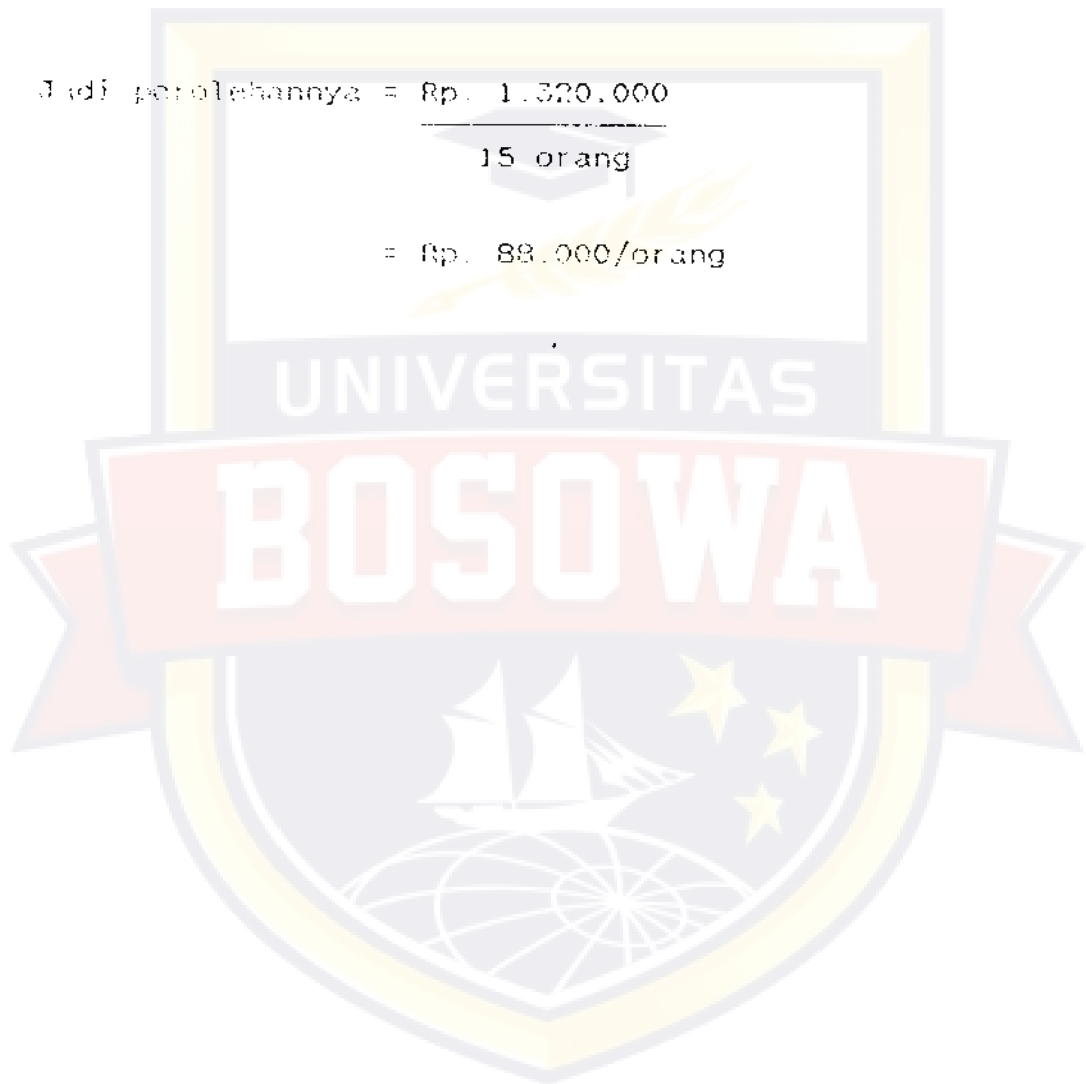 Jadi perolehannya = Rp. 1.320.000
15 orang
= Rp. 88.000/orang
UNIVERSITAS
BOSOWA